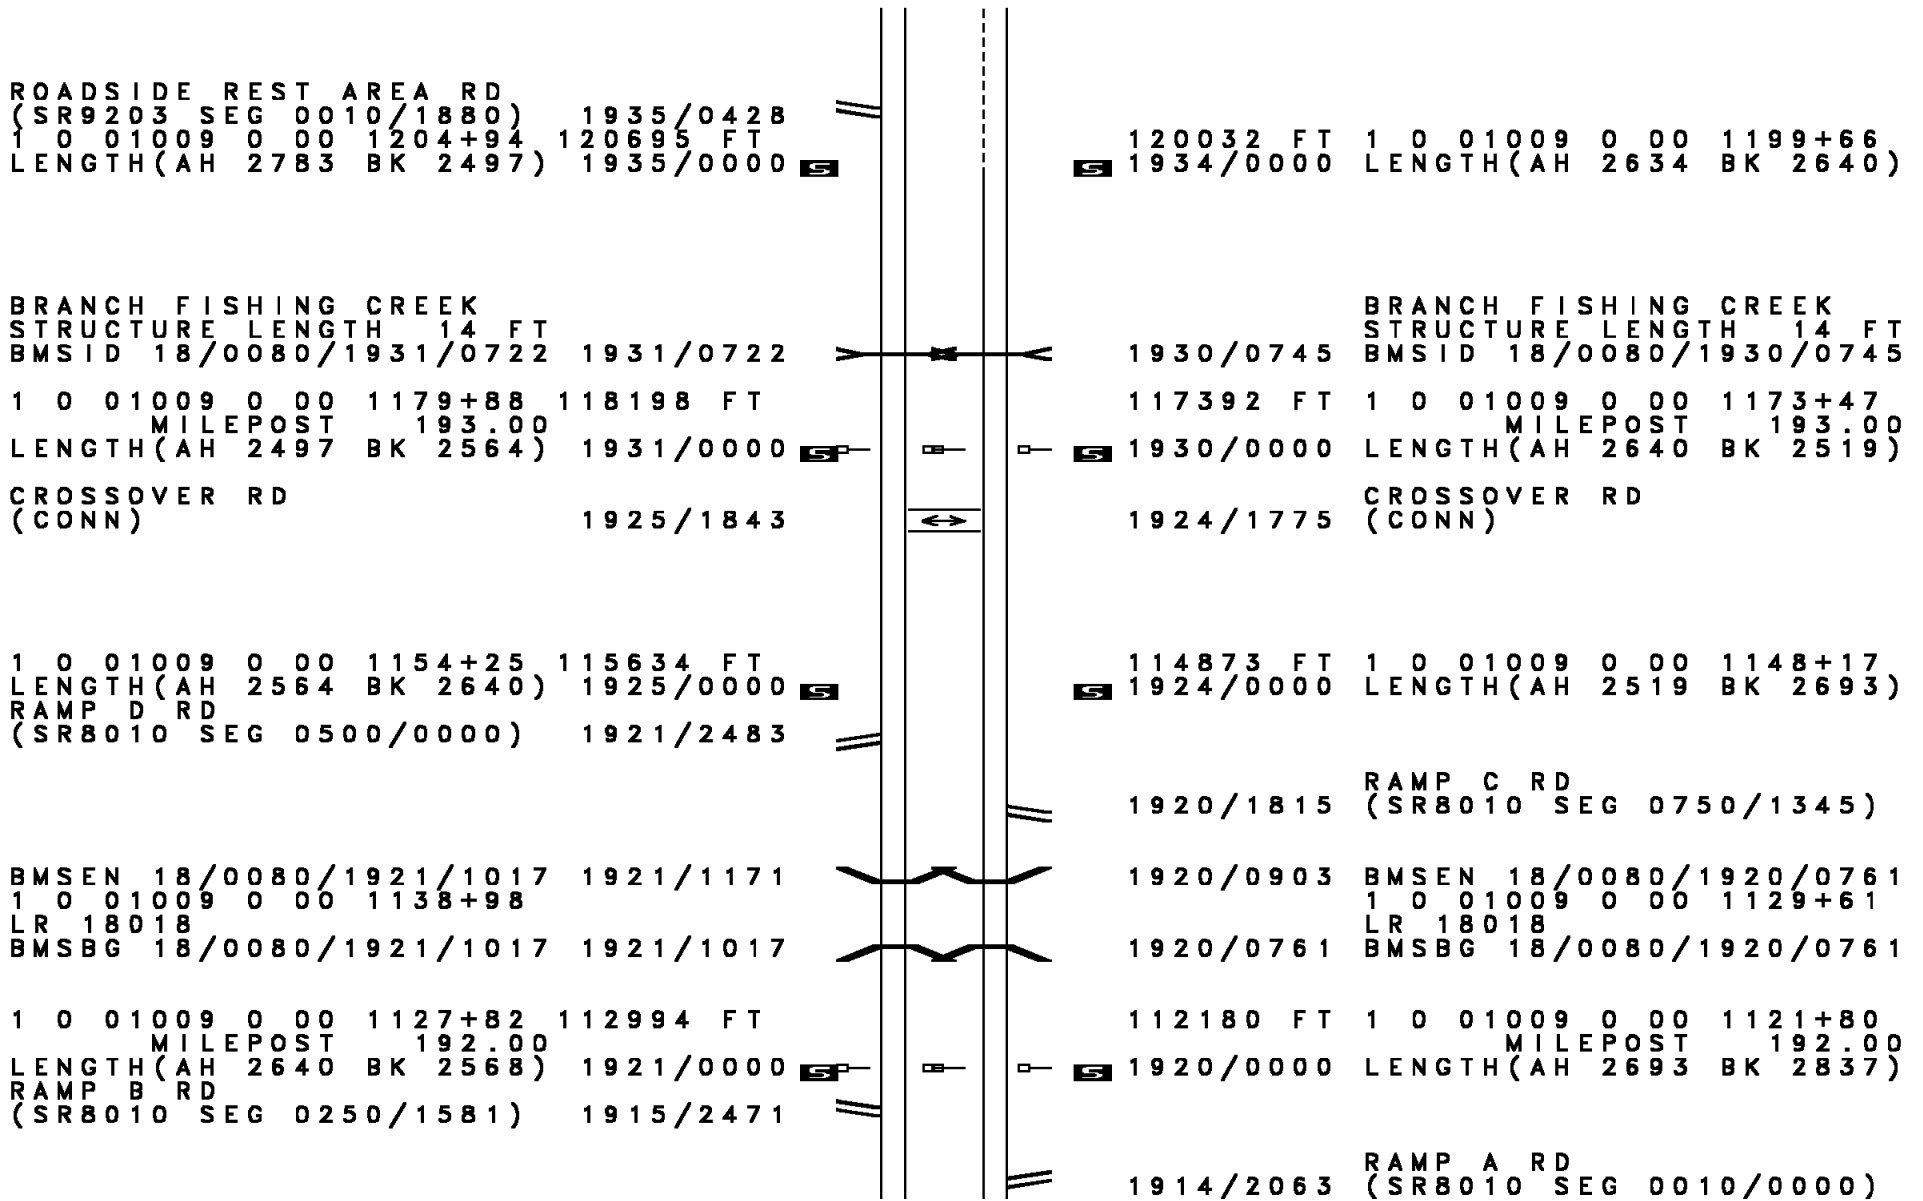 ROADSIDE REST AREA RD
(SR9203 SEG 0010/1880) 1935/0428
1 0 01009 0 00 1204+94 120695 FT
LENGTH(AH 2783 BK 2497) 1935/0000 S
120032 FT 1 0 01009 0 00 1199+66
S 1934/0000 LENGTH(AH 2634 BK 2640)
BRANCH FISHING CREEK
STRUCTURE LENGTH 14 FT
BMSID 18/0080/1931/0722 1931/0722
BRANCH FISHING CREEK
STRUCTURE LENGTH 14 FT
1930/0745 BMSID 18/0080/1930/0745
1 0 01009 0 00 1179+88 118198 FT
MILEPOST 193.00
LENGTH(AH 2497 BK 2564) 1931/0000 S
117392 FT 1 0 01009 0 00 1173+47
MILEPOST 193.00
S 1930/0000 LENGTH(AH 2640 BK 2519)
CROSSOVER RD
(CONN) 1925/1843
CROSSOVER RD
1924/1775 (CONN)
1 0 01009 0 00 1154+25 115634 FT
LENGTH(AH 2564 BK 2640) 1925/0000 S
RAMP D RD
(SR8010 SEG 0500/0000) 1921/2483
114873 FT 1 0 01009 0 00 1148+17
S 1924/0000 LENGTH(AH 2519 BK 2693)
RAMP C RD
1920/1815 (SR8010 SEG 0750/1345)
BMSEN 18/0080/1921/1017 1921/1171
1 0 01009 0 00 1138+98
LR 18018
BMSBG 18/0080/1921/1017 1921/1017
1920/0903 BMSEN 18/0080/1920/0761
1 0 01009 0 00 1129+61
LR 18018
1920/0761 BMSBG 18/0080/1920/0761
1 0 01009 0 00 1127+82 112994 FT
MILEPOST 192.00
LENGTH(AH 2640 BK 2568) 1921/0000 S
RAMP B RD
(SR8010 SEG 0250/1581) 1915/2471
112180 FT 1 0 01009 0 00 1121+80
MILEPOST 192.00
S 1920/0000 LENGTH(AH 2693 BK 2837)
RAMP A RD
1914/2063 (SR8010 SEG 0010/0000)